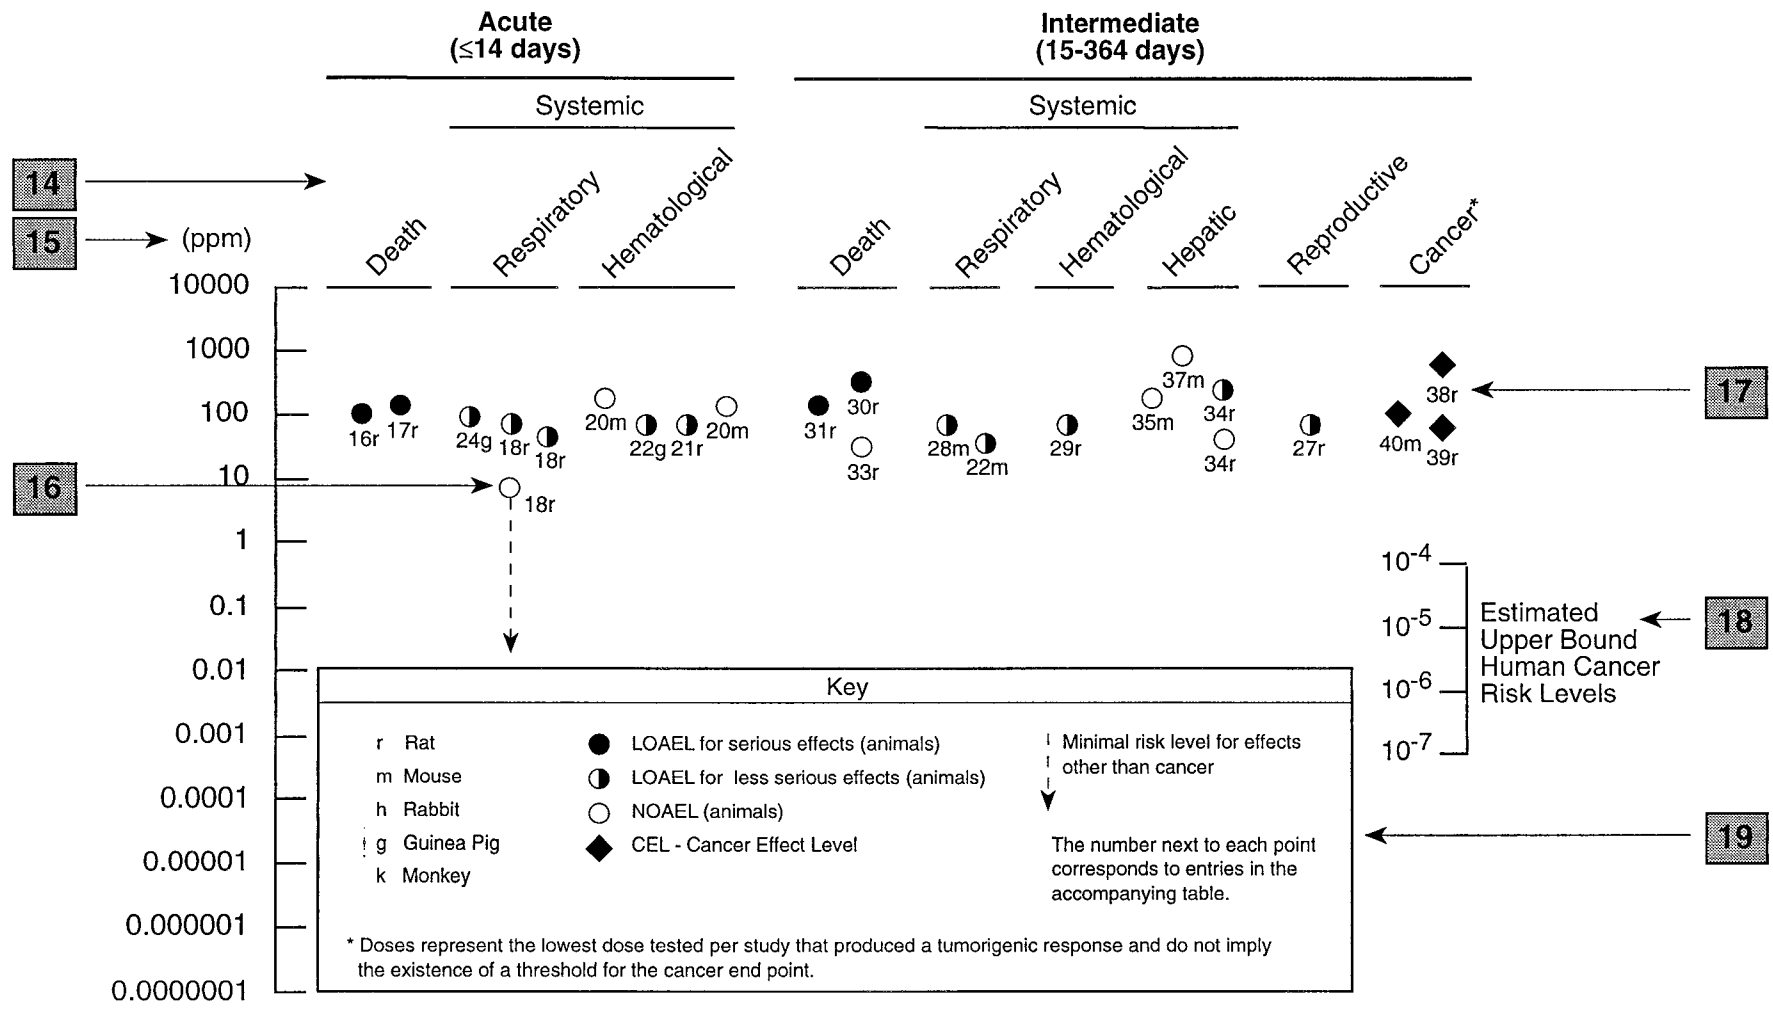 Acute
(≤14 days)
Intermediate
(15-364 days)
Systemic
Systemic
14
15
(ppm)
Death
Respiratory
Hematological
Death
Respiratory
Hematological
Hepatic
Reproductive
Cancer*
10000
1000
100
10
1
0.1
0.01
0.001
0.0001
0.00001
0.000001
0.0000001
16r
17r
24g
18r
18r
18r
20m
22g
21r
20m
31r
30r
33r
28m
22m
29r
35m
37m
34r
34r
27r
40m
38r
39r
16
17
10-4
10-5
10-6
10-7
Estimated
Upper Bound
Human Cancer
Risk Levels
18
Key
r Rat
m Mouse
h Rabbit
g Guinea Pig
k Monkey
LOAEL for serious effects (animals)
LOAEL for less serious effects (animals)
NOAEL (animals)
CEL - Cancer Effect Level
Minimal risk level for effects
other than cancer
The number next to each point
corresponds to entries in the
accompanying table.
* Doses represent the lowest dose tested per study that produced a tumorigenic response and do not imply
the existence of a threshold for the cancer end point.
19